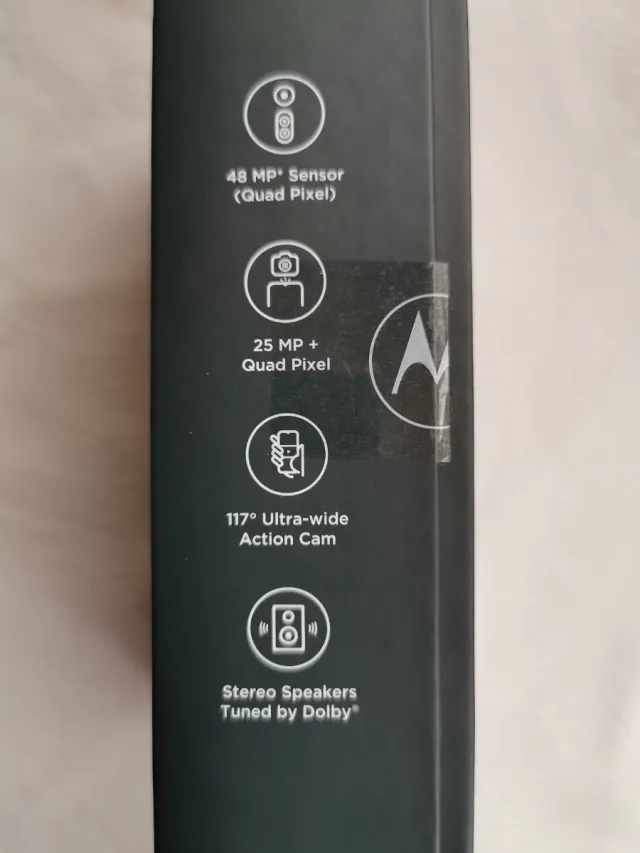 48 MP* Sensor
(Quad Pixel)
25 MP +
Quad Pixel
117° Ultra-wide
Action Cam
Stereo Speakers
Tuned by Dolby®